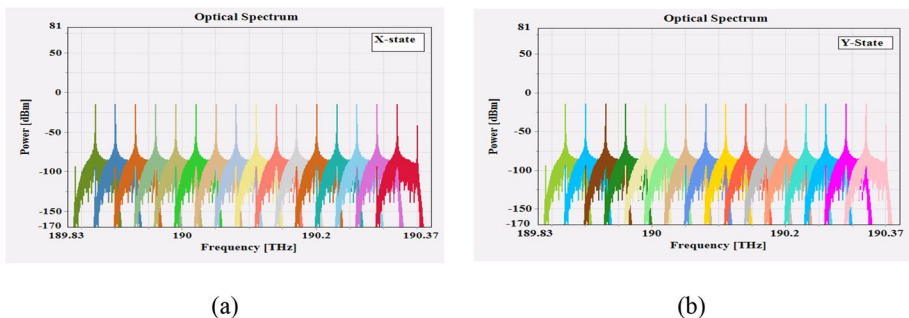 Optical Spectrum
X-state
Power [dBm]
81
50
0
-50
-100
-150
-170
189.83 190 190.2 190.37
Frequency [THz]
(a)
Optical Spectrum
Y-State
Power [dBm]
81
50
0
-50
-100
-150
-170
189.83 190 190.2 190.37
Frequency [THz]
(b)